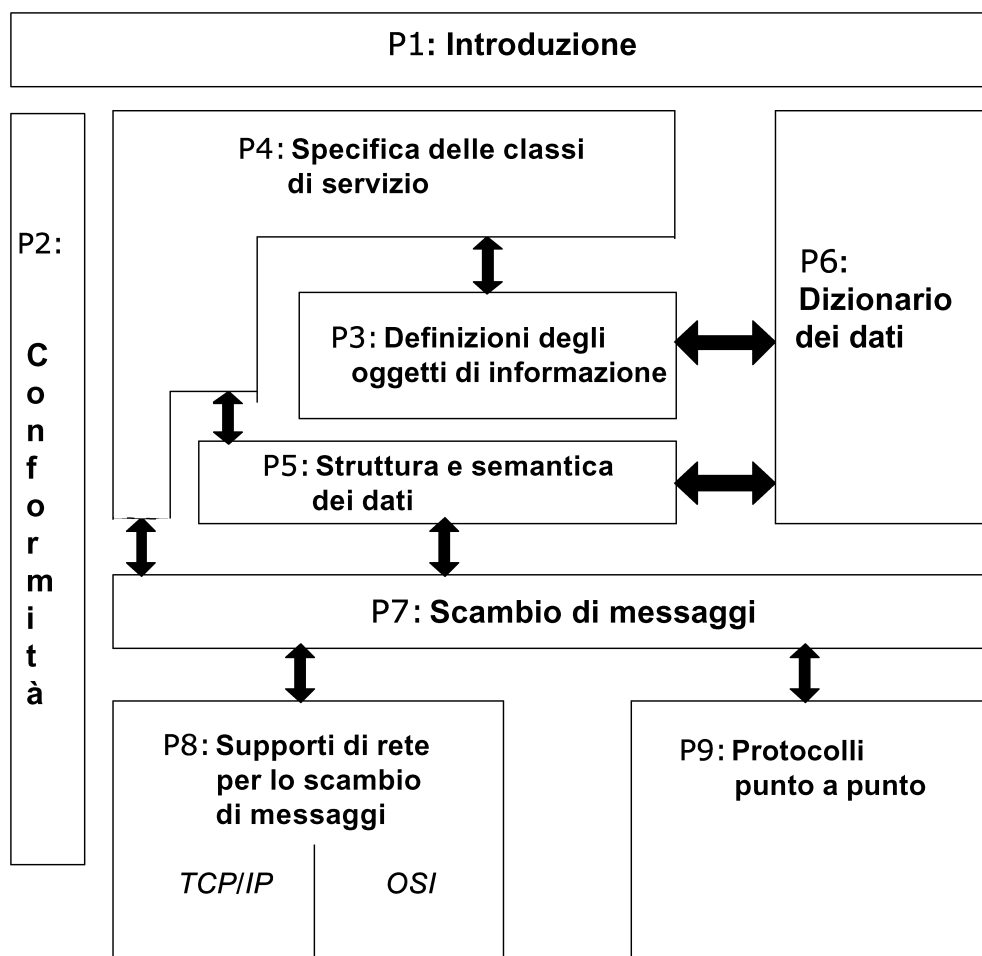 P1: Introduzione
P4: Specifica delle classi
di servizio
P2:
Conformità
P6:
Dizionario
dei dati
P3: Definizioni degli
oggetti di informazione
P5: Struttura e semantica
dei dati
P7: Scambio di messaggi
P8: Supporti di rete
per lo scambio
di messaggi
TCP/IP
OSI
P9: Protocolli
punto a punto